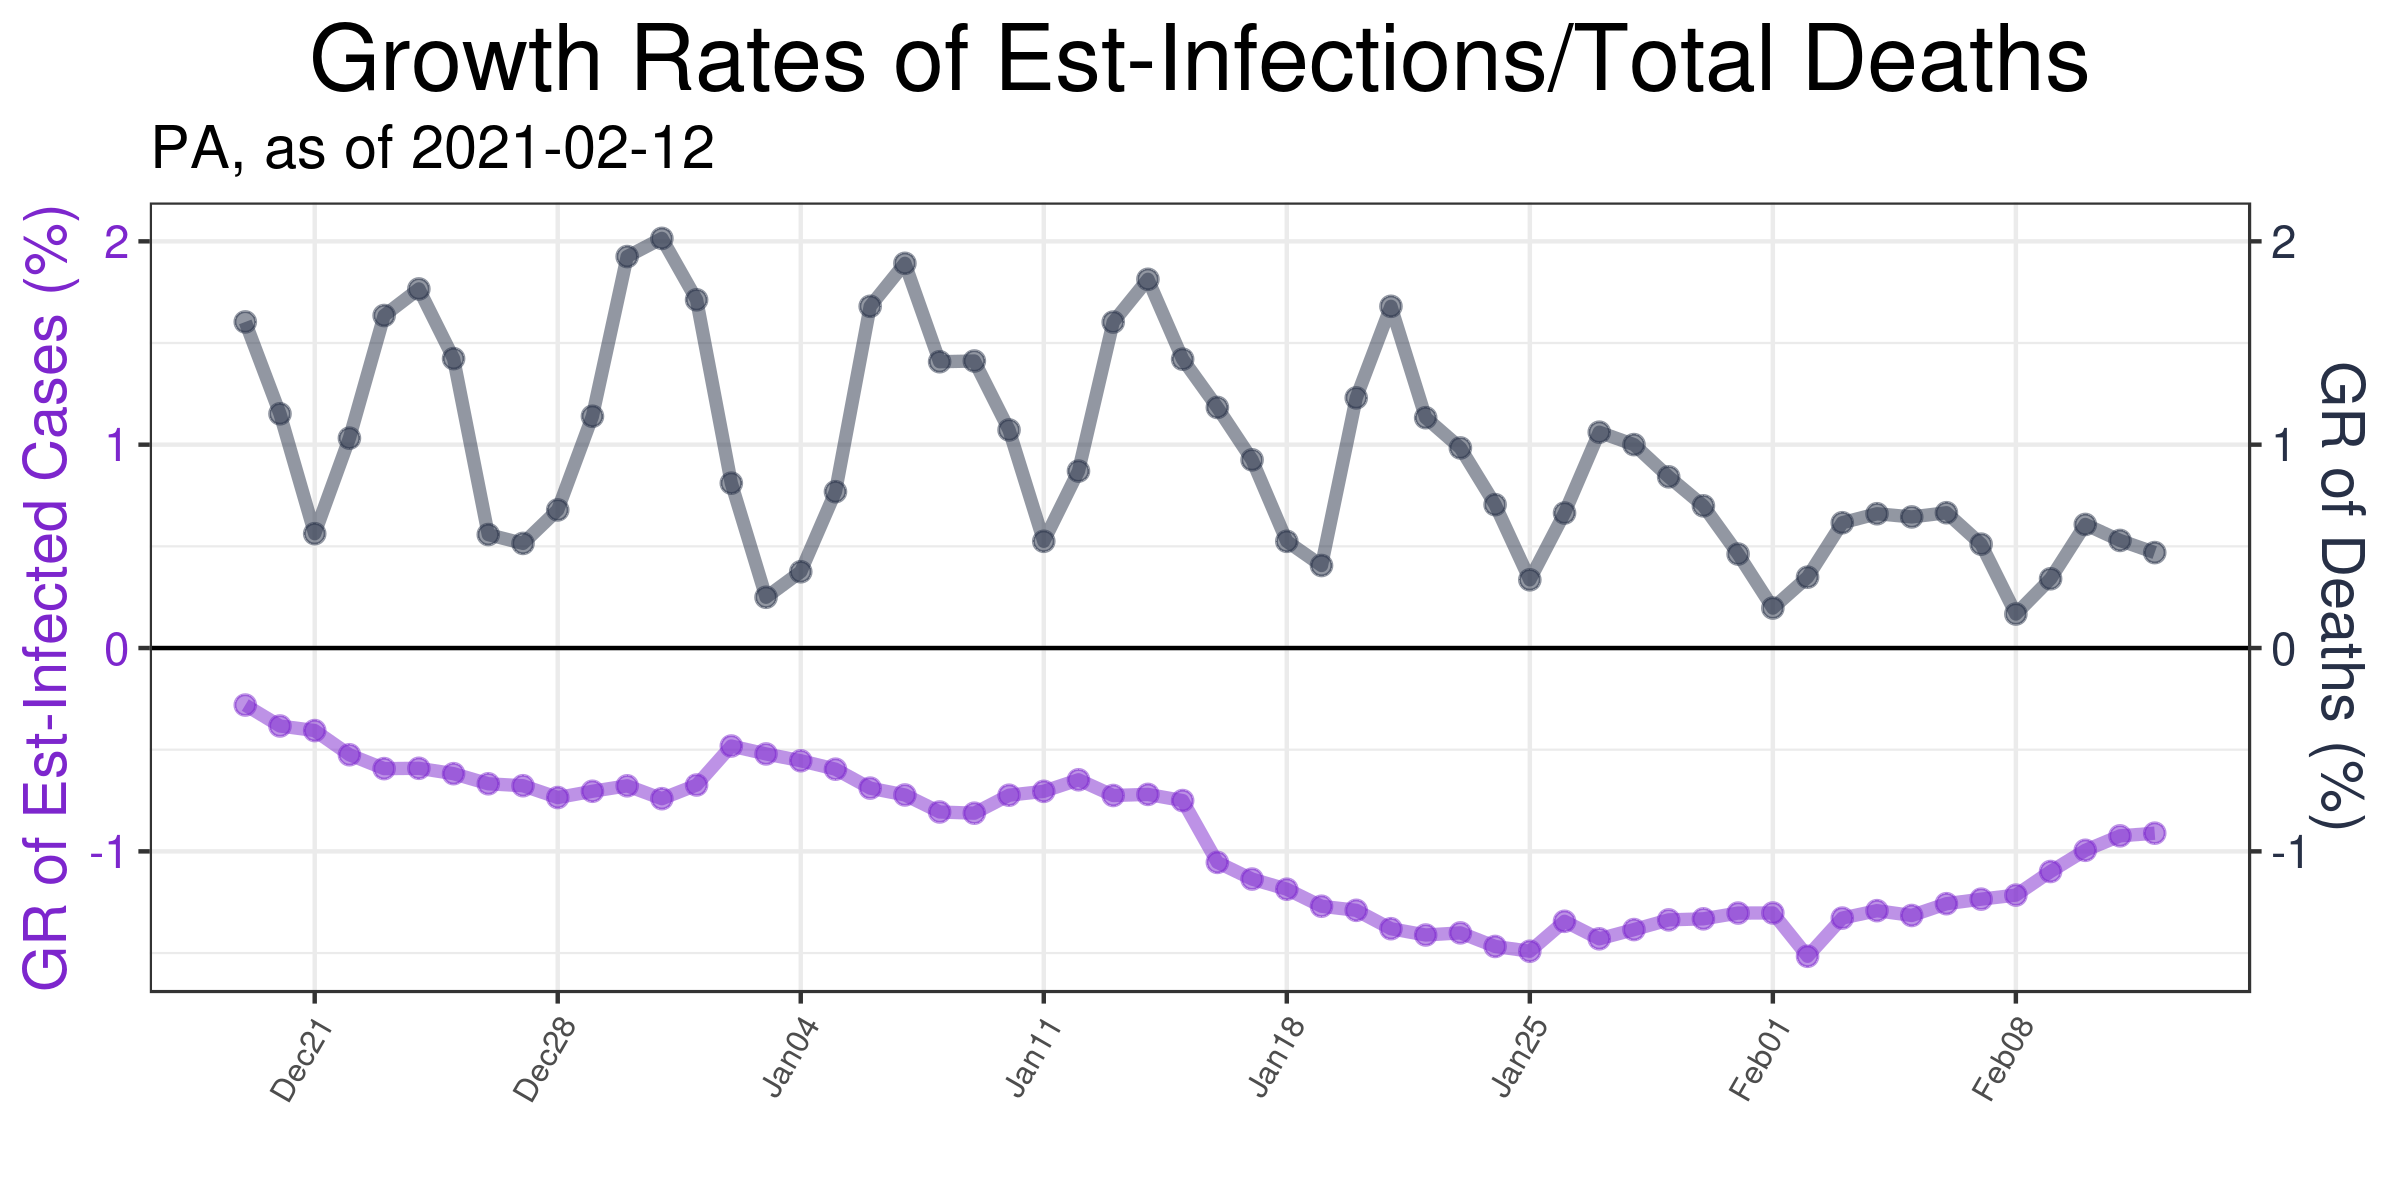 Growth Rates of Est-Infections/Total Deaths
PA, as of 2021-02-12
GR of Est-Infected Cases (%)
2
1
0
-1
2
1
0
-1
GR of Deaths (%)
Dec21
Dec28
Jan04
Jan11
Jan18
Jan25
Feb01
Feb08